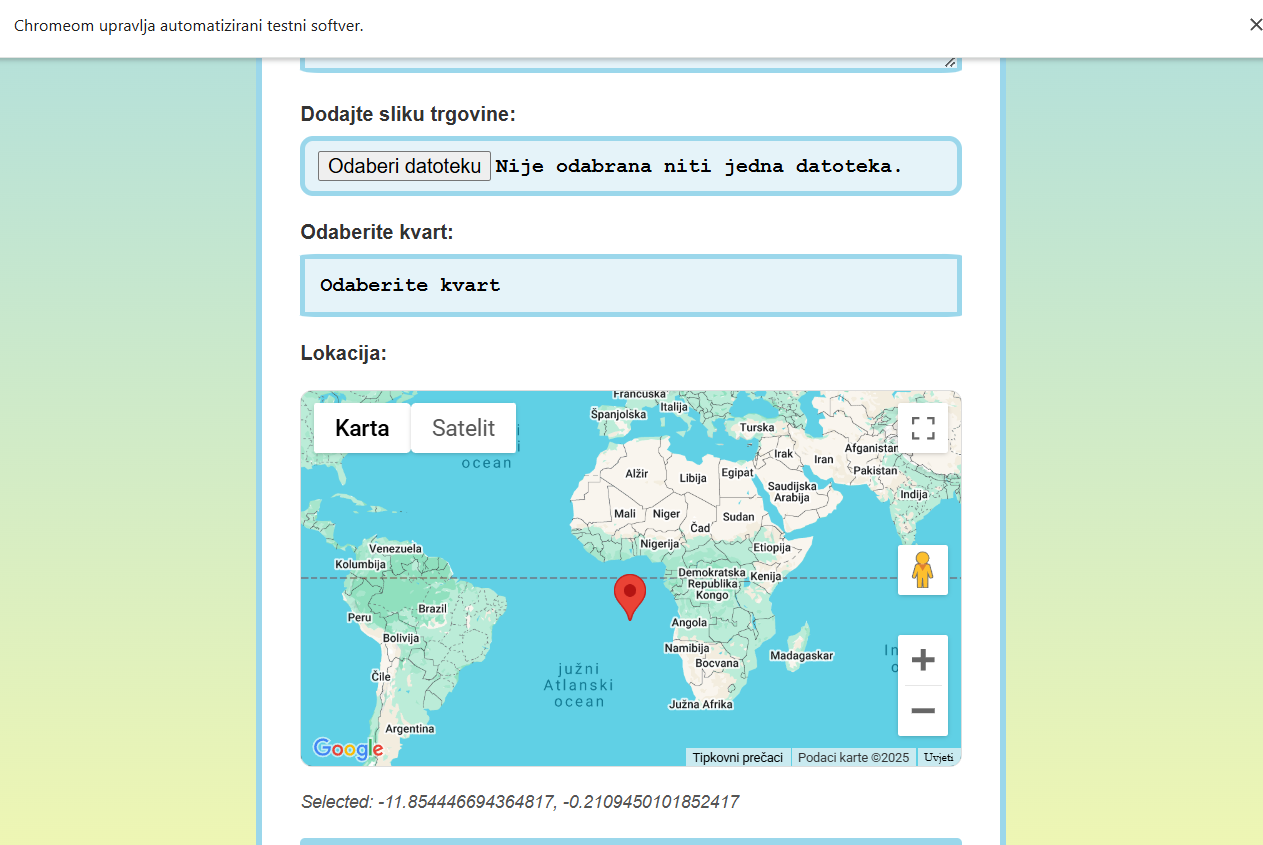 Chromeom upravlja automatizirani testni softver.
Dodajte sliku trgovine:
Odaberi datoteku Nije odabrana niti jedna datoteka.
Odaberite kvart:
Odaberite kvart
Lokacija:
Karta Satelit
Francuska
Španjolska
Italija
Turska
ocean
Alžir
Libija
Egipat
Irak
Iran
Afganistan
Pakistan
Saudijska
Arabija
Indija
Mali
Niger
Čad
Sudan
Nigerija
Etiopija
Venezuela
Kolumbija
Demokratska
Republika
Kongo
Kenija
Peru
Brazil
Bolivija
Angola
Namibija
Bocvana
Madagaskar
Čile
južni
Atlanski
ocean
Južna Afrika
Argentina
Google
Tipkovni prečaci Podaci karte ©2025 Uvjeti
Selected: -11.854446694364817, -0.2109450101852417